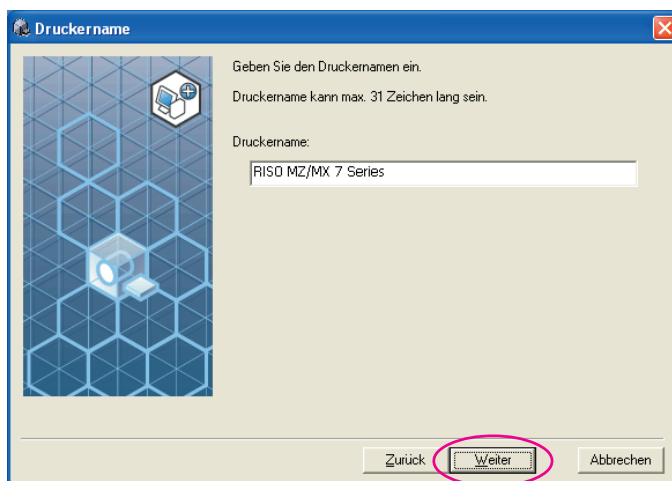 Druckername
Geben Sie den Druckernamen ein.
Druckername kann max. 31 Zeichen lang sein.
Druckername:
RISO MZ/MX 7 Series
Zurück
Weiter
Abbrechen